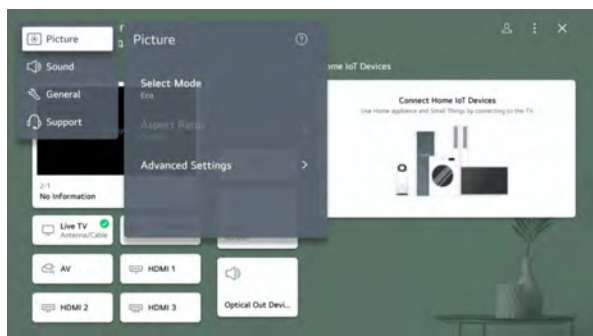 Picture
Sound
General
Support
Picture
Select Mode
Eco
Aspect Ratio
Advanced Settings
ome IoT Devices
Connect Home IoT Devices
Use Home appliance and Small Things by connecting to the TV.
2-1
No Information
Live TV
Antenna/Cable
AV
HDMI 1
HDMI 2
HDMI 3
Optical Out Devi...